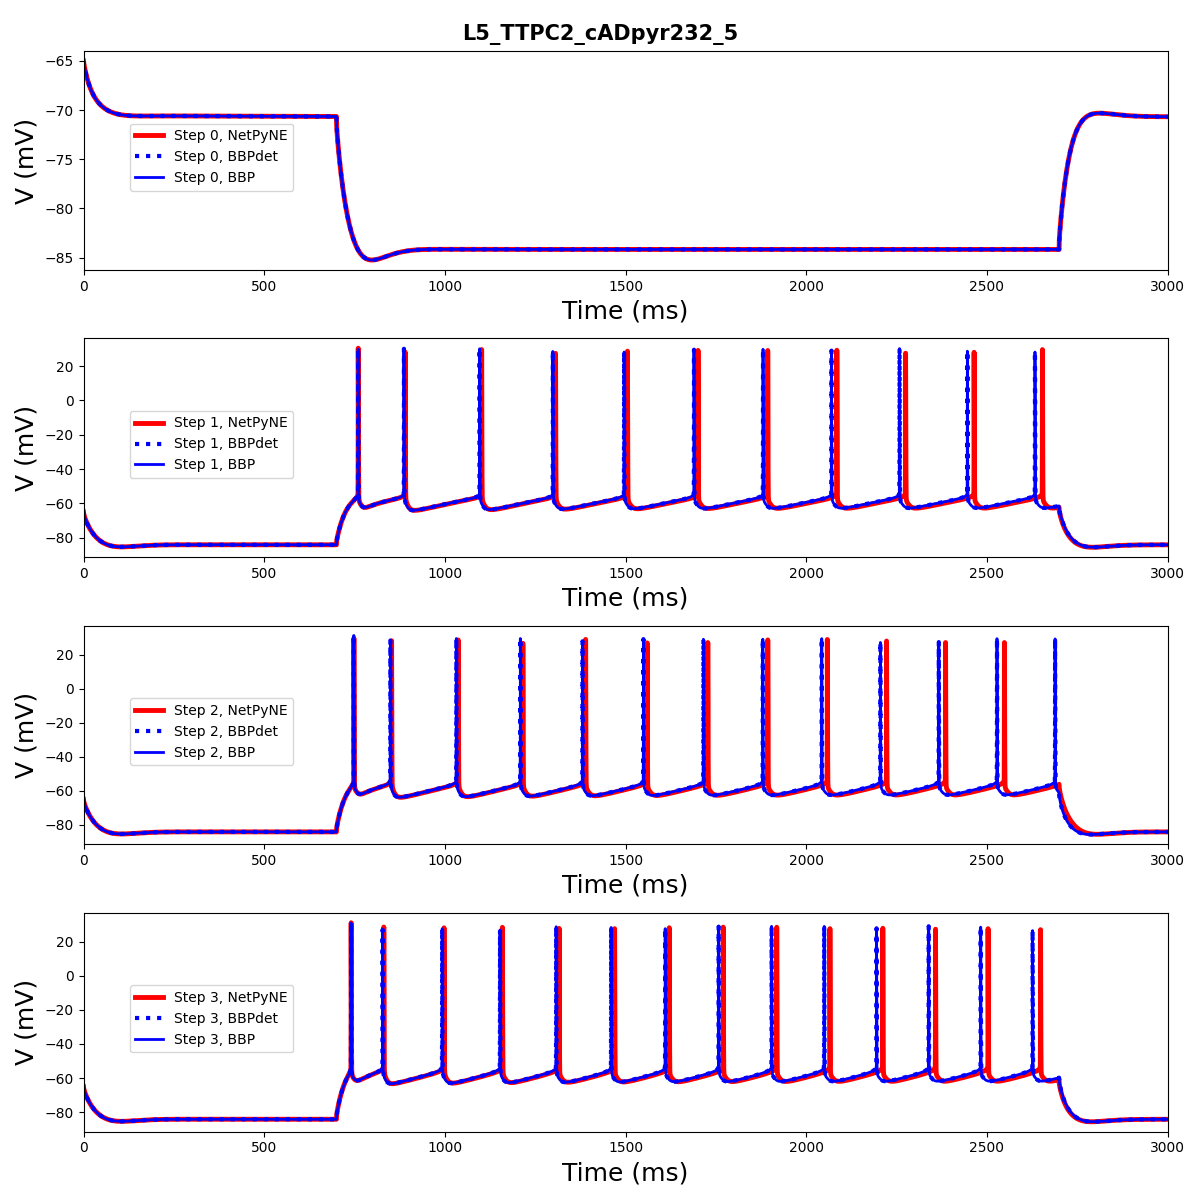 L5_TTPC2_cADpyr232_5
−65
−70
−75
−80
−85
V (mV)
Step 0, NetPyNE
Step 0, BBPdet
Step 0, BBP
0 500 1000 1500 2000 2500 3000
Time (ms)
20
0
−20
−40
−60
−80
V (mV)
Step 1, NetPyNE
Step 1, BBPdet
Step 1, BBP
0 500 1000 1500 2000 2500 3000
Time (ms)
20
0
−20
−40
−60
−80
V (mV)
Step 2, NetPyNE
Step 2, BBPdet
Step 2, BBP
0 500 1000 1500 2000 2500 3000
Time (ms)
20
0
−20
−40
−60
−80
V (mV)
Step 3, NetPyNE
Step 3, BBPdet
Step 3, BBP
0 500 1000 1500 2000 2500 3000
Time (ms)